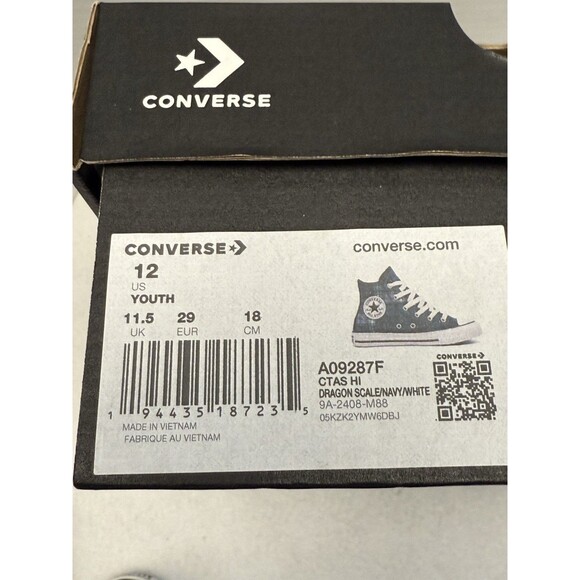 CONVERSE
CONVERSE
converse.com
12
US
YOUTH
11.5 29 18
UK EUR CM
1 94435 18723 5
MADE IN VIETNAM
FABRIQUE AU VIETNAM
A09287F
CTAS HI
DRAGON SCALE/NAVY/WHITE
9A-2408-M88
05KZK2YMW6DBJ
CONVERSE